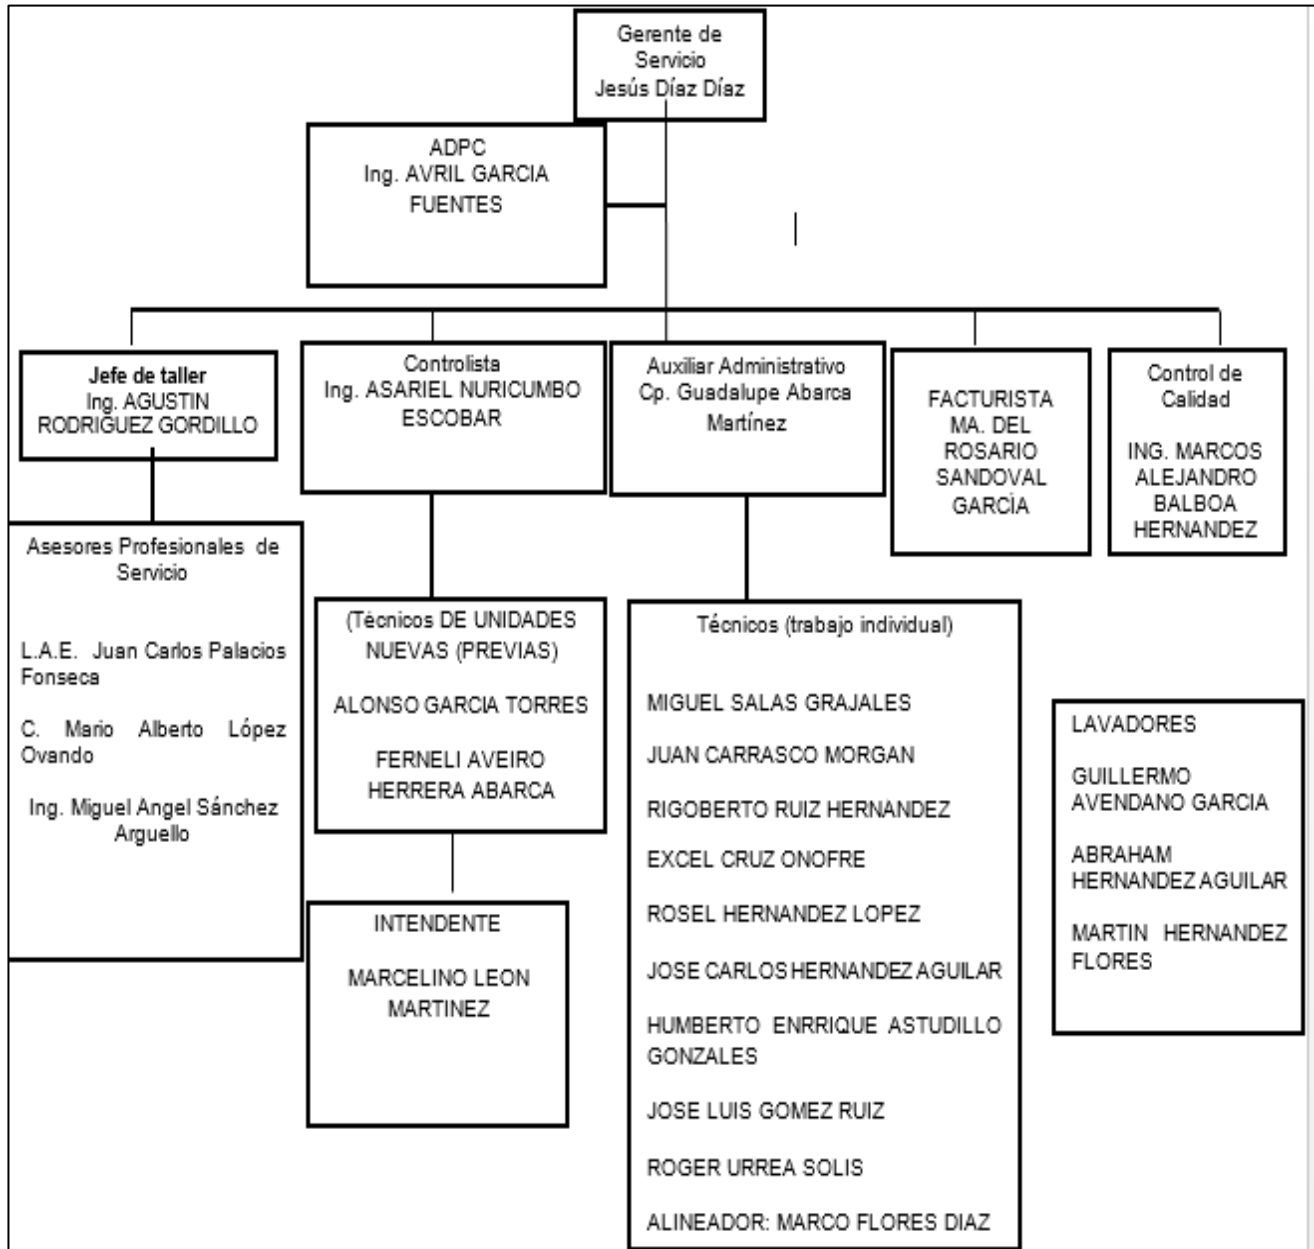 Gerente de
Servicio
Jesús Díaz Díaz
ADPC
Ing. AVRIL GARCIA
FUENTES
Jefe de taller
Ing. AGUSTIN
RODRIGUEZ GORDILLO
Controlista
Ing. ASARIEL NURICUMBO
ESCOBAR
Auxiliar Administrativo
Cp. Guadalupe Abarca
Martínez
FACTURISTA
MA. DEL
ROSARIO
SANDOVAL
GARCÌA
Control de
Calidad
ING. MARCOS
ALEJANDRO
BALBOA
HERNANDEZ
Asesores Profesionales de
Servicio
L.A.E. Juan Carlos Palacios
Fonseca
C. Mario Alberto López
Ovando
Ing. Miguel Angel Sánchez
Arguello
(Técnicos DE UNIDADES
NUEVAS (PREVIAS)
ALONSO GARCIA TORRES
FERNELI AVEIRO
HERRERA ABARCA
INTENDENTE
MARCELINO LEON
MARTINEZ
Técnicos (trabajo individual)
MIGUEL SALAS GRAJALES
JUAN CARRASCO MORGAN
RIGOBERTO RUIZ HERNANDEZ
EXCEL CRUZ ONOFRE
ROSEL HERNANDEZ LOPEZ
JOSE CARLOS HERNANDEZ AGUILAR
HUMBERTO ENRRIQUE ASTUDILLO
GONZALES
JOSE LUIS GOMEZ RUIZ
ROGER URREA SOLIS
ALINEADOR: MARCO FLORES DIAZ
LAVADORES
GUILLERMO
AVENDANO GARCIA
ABRAHAM
HERNANDEZ AGUILAR
MARTIN HERNANDEZ
FLORES